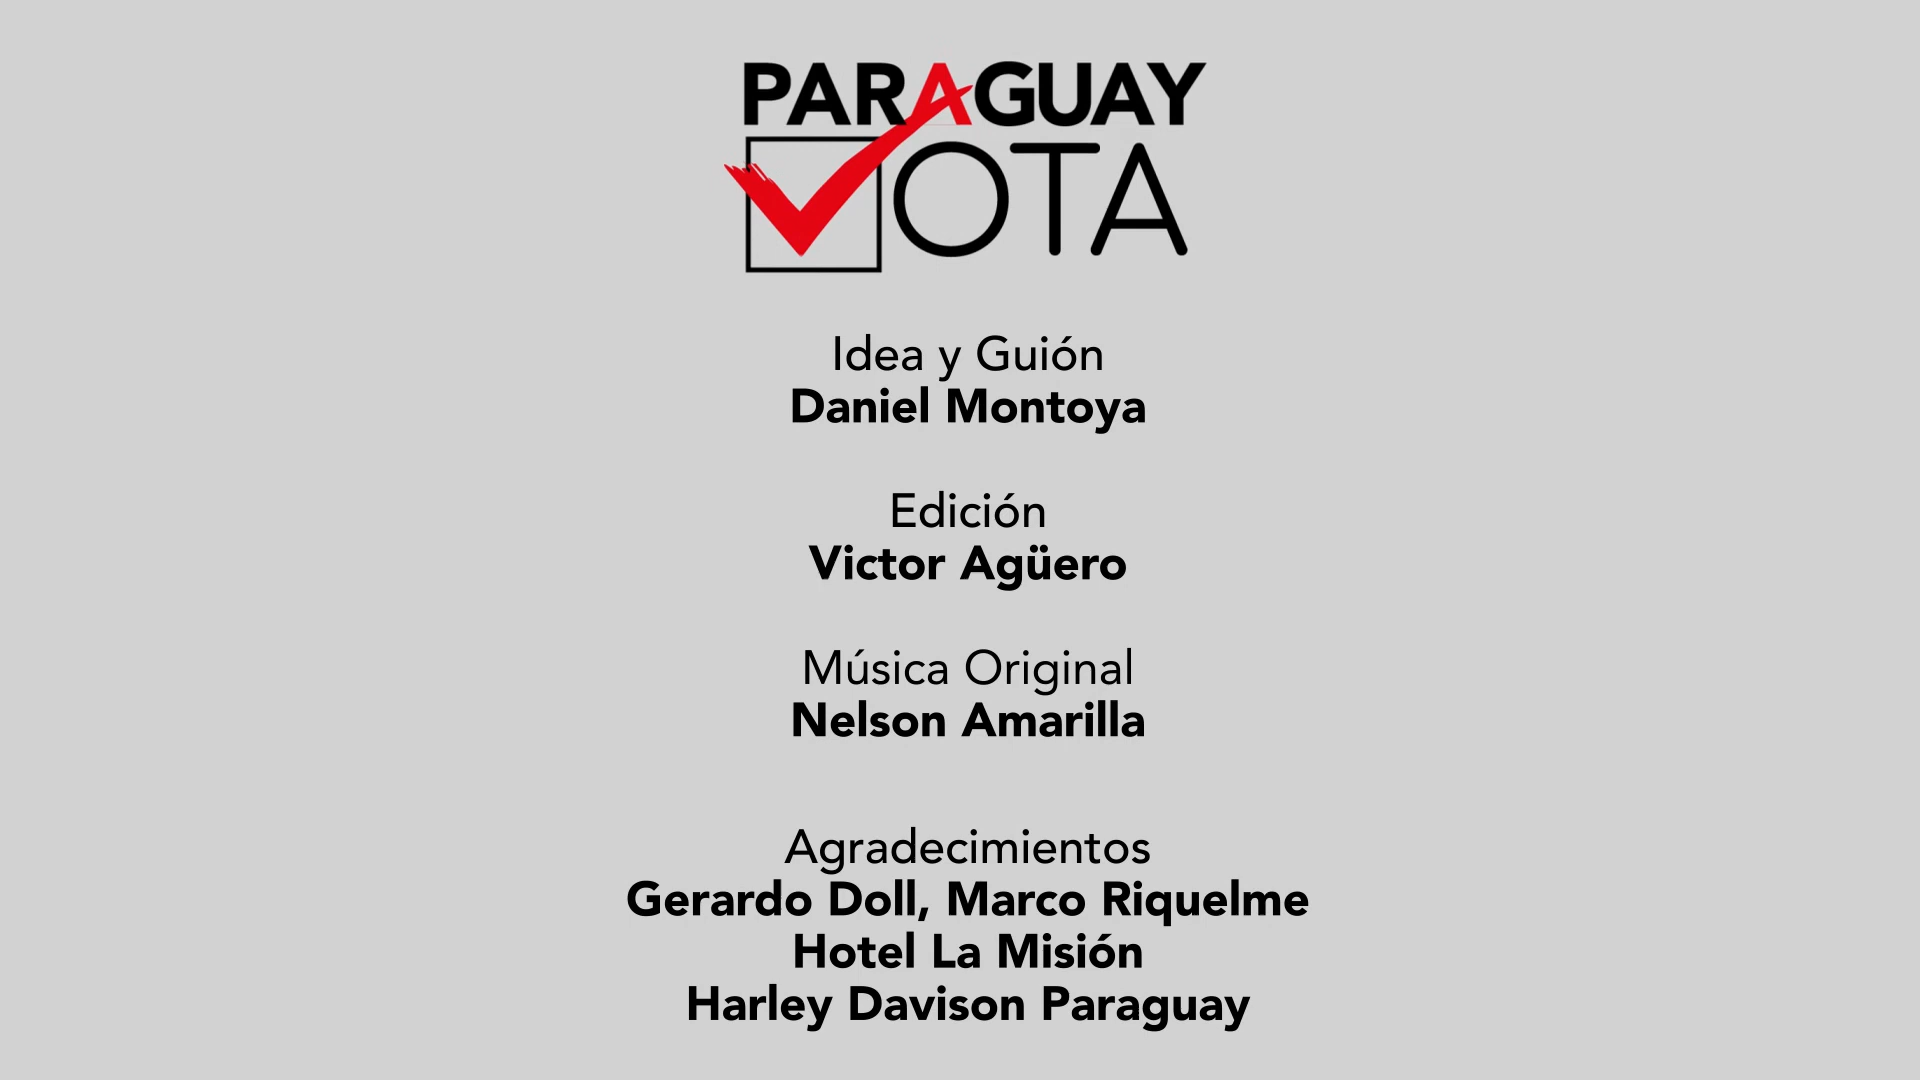 PARAGUAY
VOTA
Idea y Guión
Daniel Montoya
Edición
Victor Agüero
Música Original
Nelson Amarilla
Agradecimientos
Gerardo Doll, Marco Riquelme
Hotel La Misión
Harley Davison Paraguay